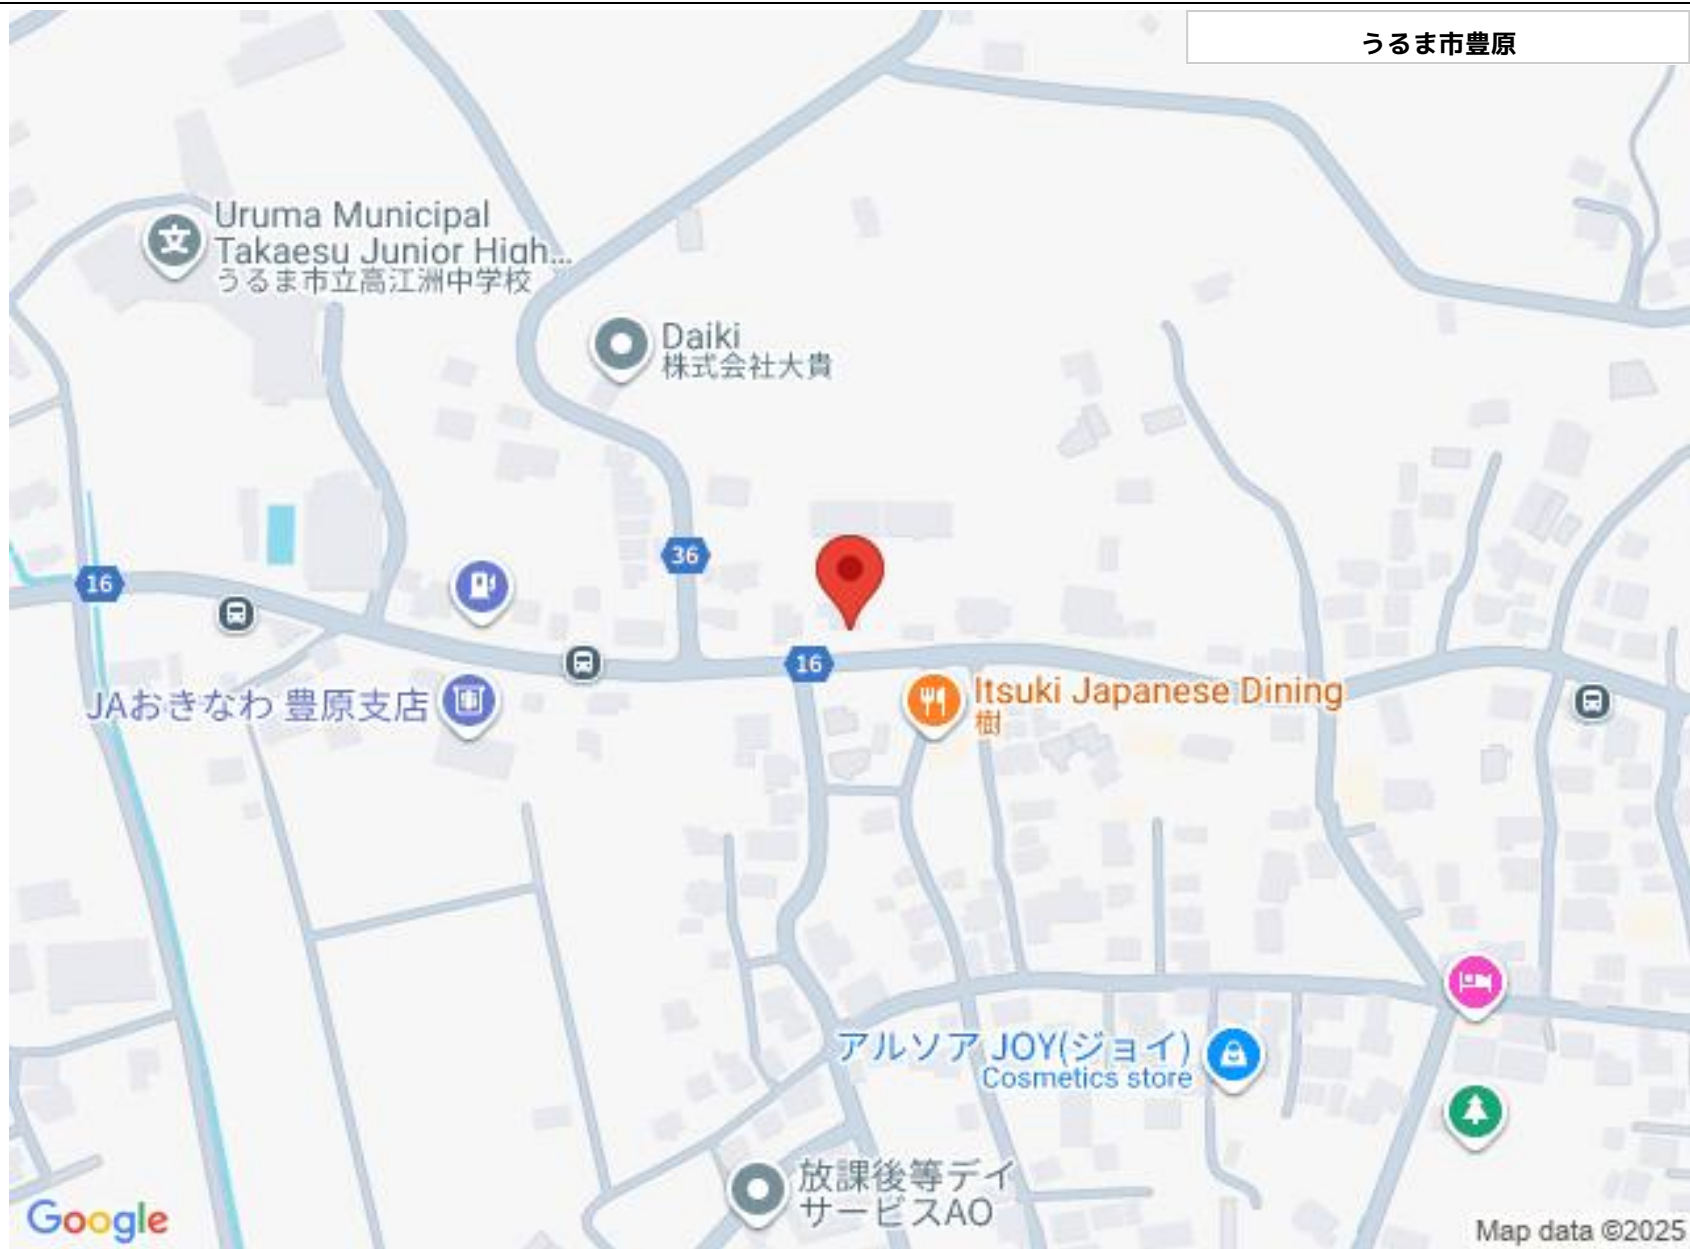 うるま市豊原
Uruma Municipal
Takaesu Junior High...
うるま市立高江洲中学校
文
Daiki
株式会社大貴
36
16
16
JAおきなわ 豊原支店
Itsuki Japanese Dining
樹
アルソア JOY(ジョイ)
Cosmetics store
放課後等デイ
サービスAO
Google
Map data ©2025